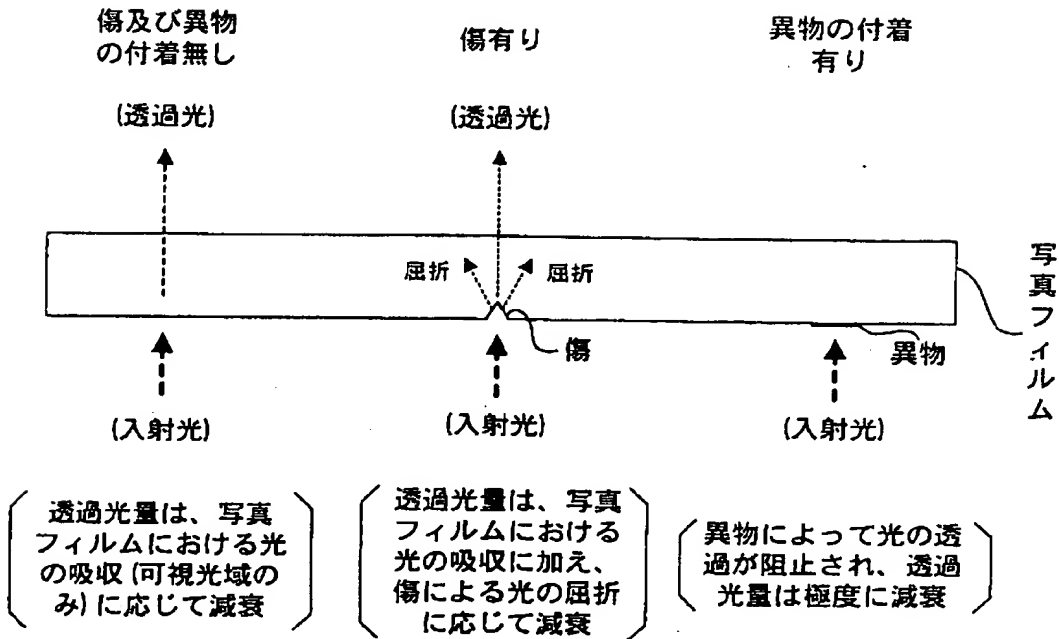 傷及び異物
の付着無し
傷有り
異物の付着
有り
(透過光)
(透過光)
屈折
屈折
傷
異物
写真フィルム
(入射光)
(入射光)
(入射光)
透過光量は、写真
フィルムにおける光
の吸収(可視光域の
み)に応じて減衰
透過光量は、写真
フィルムにおける
光の吸収に加え、
傷による光の屈折
に応じて減衰
異物によって光の透
過が阻止され、透過
光量は極度に減衰